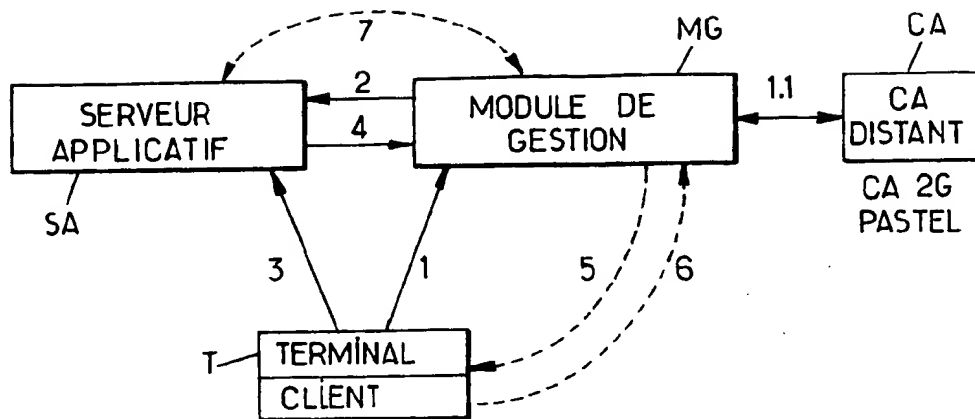 7
MG
CA
2
1.1
SERVEUR
APPLICATIF
MODULE DE
GESTION
CA
DISTANT
4
SA
CA 2G
PASTEL
3
1
5
6
T
TERMINAL
CLIENT